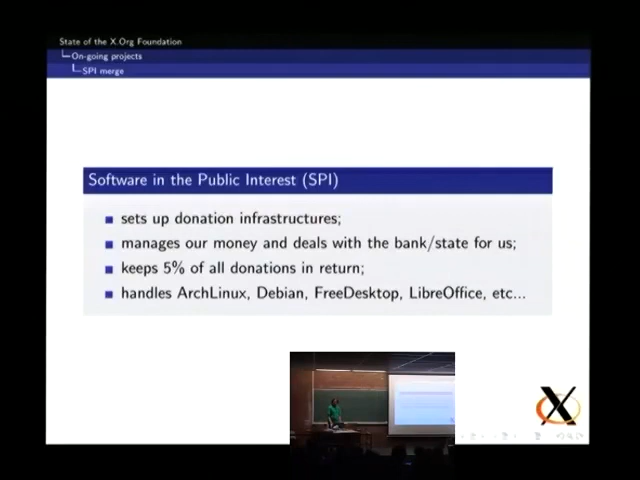 State of the X.Org Foundation
On-going projects
SPI merge
Software in the Public Interest (SPI)
sets up donation infrastructures;
manages our money and deals with the bank/state for us;
keeps 5% of all donations in return;
handles ArchLinux, Debian, FreeDesktop, LibreOffice, etc...
X